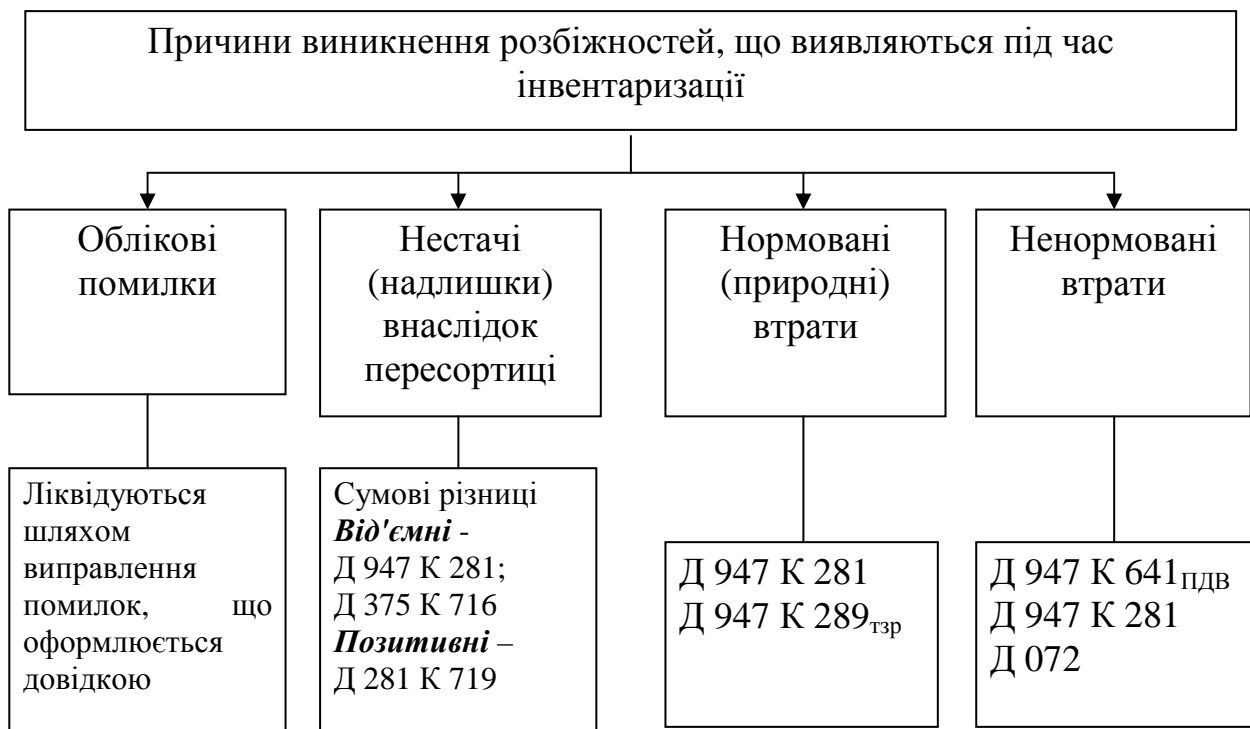 Причини виникнення розбіжностей, що виявляються під час
інвентаризації
Облікові
помилки
Нестачі
(надлишки)
внаслідок
пересортиці
Нормовані
(природні)
втрати
Ненормовані
втрати
Ліквідуються
шляхом
виправлення
помилок, що
оформлюється
довідкою
Сумові різниці
Від'ємні -
Д 947 К 281;
Д 375 К 716
Позитивні –
Д 281 К 719
Д 947 К 281
Д 947 К 289тзр
Д 947 К 641ПДВ
Д 947 К 281
Д 072